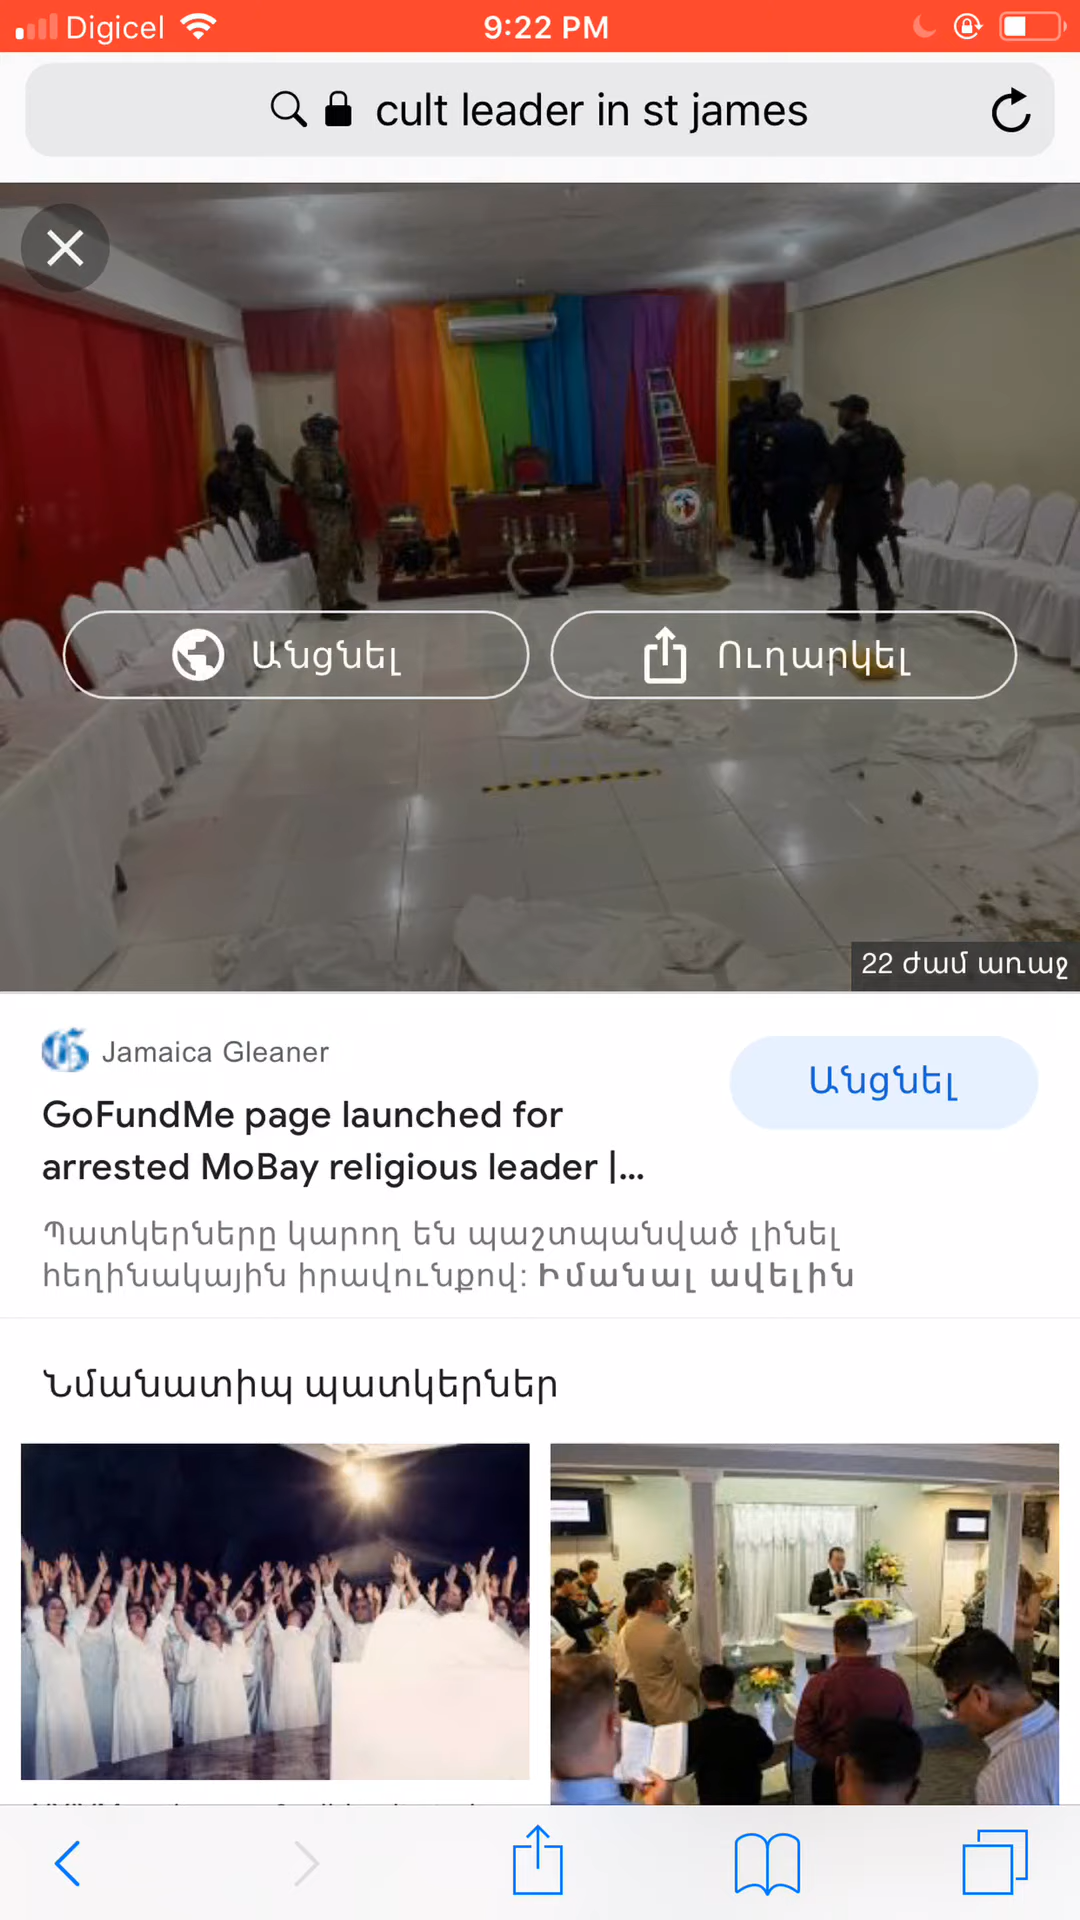 Digicel
9:22 PM
cult leader in st james
Անցնել
Ուղարկել
22 ժամ առաջ
Jamaica Gleaner
Անցնել
GoFundMe page launched for
arrested MoBay religious leader |...
Պատկերները կարող են պաշտպանված լինել
հեղինակային իրավունքով: Իմանալ ավելին
Նմանատիպ պատկերներ